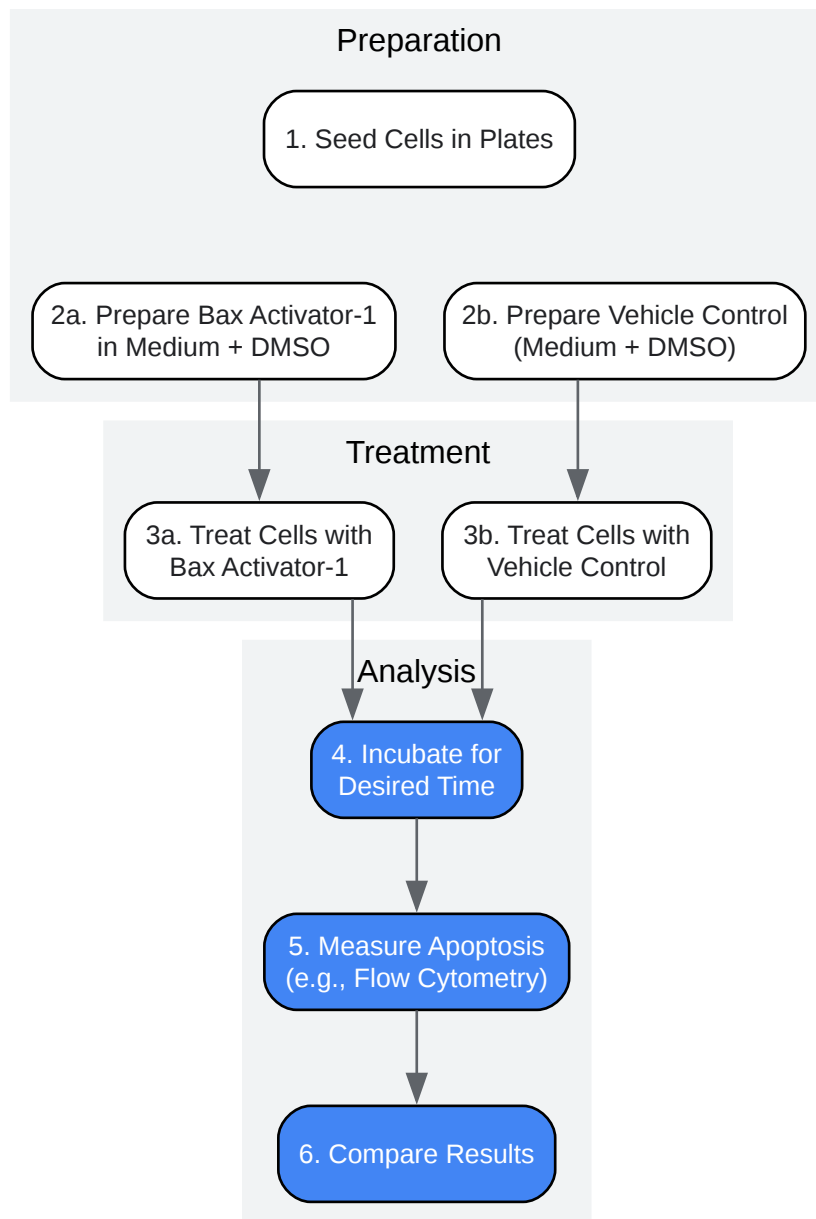 Preparation
1. Seed Cells in Plates
2a. Prepare Bax Activator-1
in Medium + DMSO
2b. Prepare Vehicle Control
(Medium + DMSO)
Treatment
3a. Treat Cells with
Bax Activator-1
3b. Treat Cells with
Vehicle Control
Analysis
4. Incubate for
Desired Time
5. Measure Apoptosis
(e.g., Flow Cytometry)
6. Compare Results